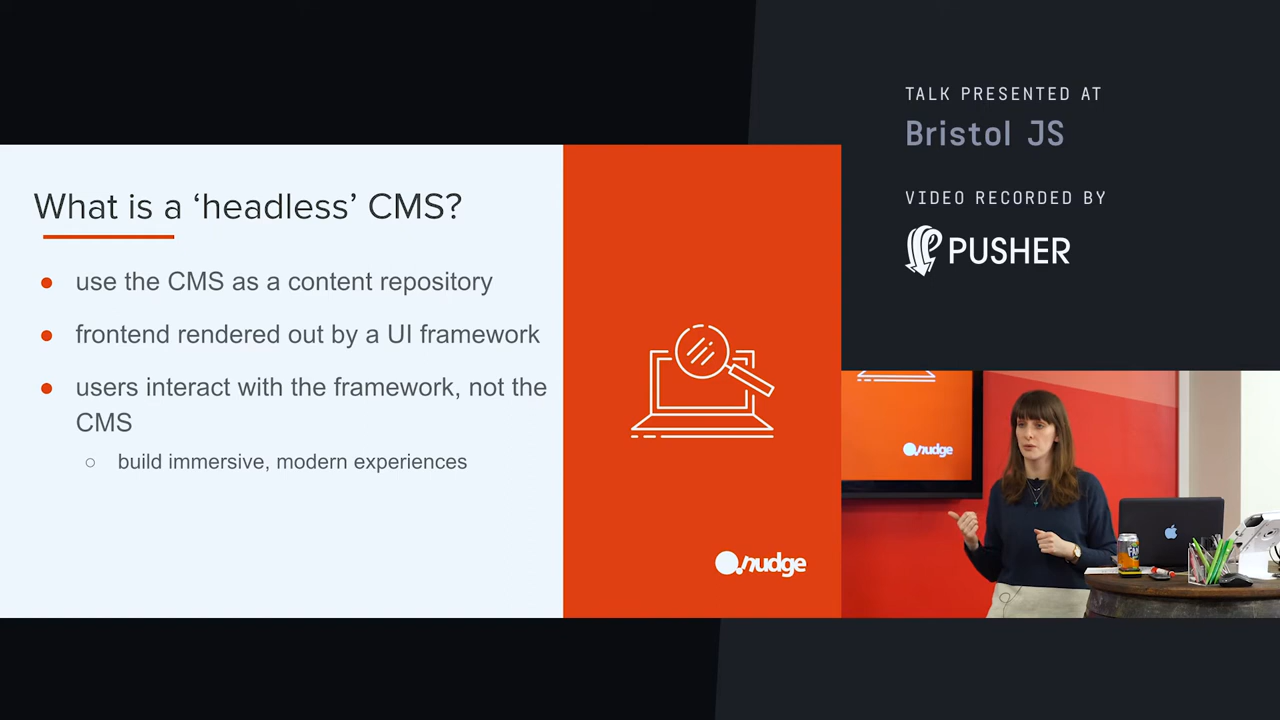 TALK PRESENTED AT
Bristol JS
VIDEO RECORDED BY
PUSHER
What is a ‘headless’ CMS?
use the CMS as a content repository
frontend rendered out by a UI framework
users interact with the framework, not the
CMS
build immersive, modern experiences
nudge
nudge